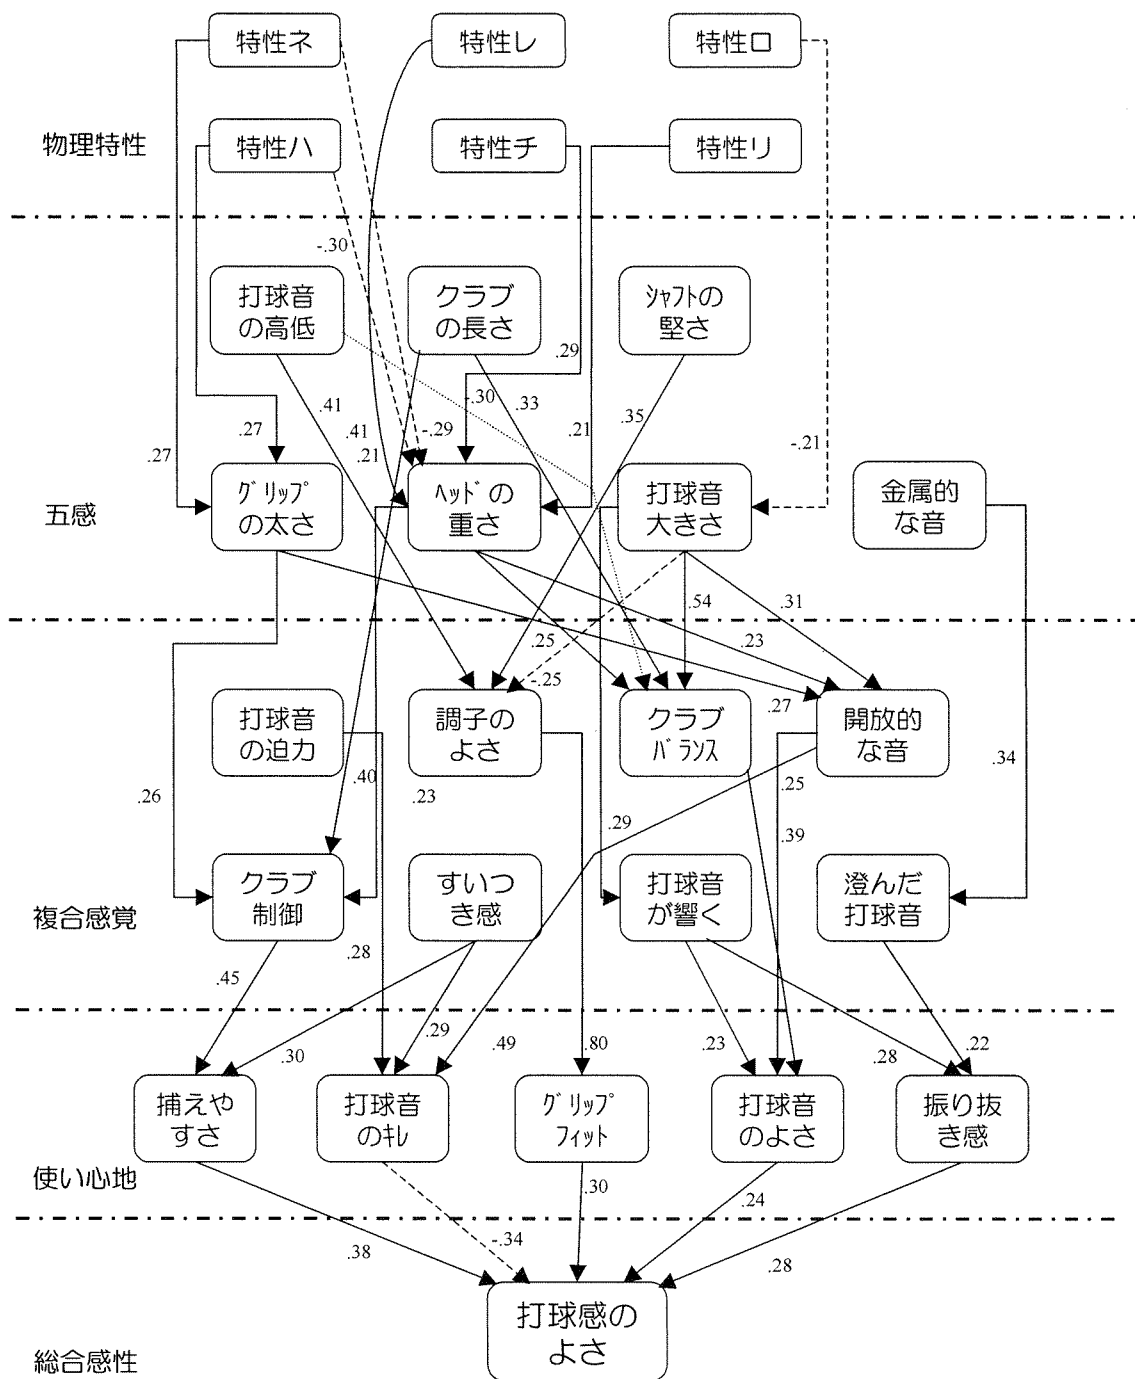 特性ネ
特性レ
特性ロ
物理特性
特性ハ
特性チ
特性リ
-.30
打球音
の高低
クラブ
の長さ
シャフトの
堅さ
.29
.41
-.30
.33
.35
.41
.27
.27
.21
-.29
.21
-.21
五感
グリップ
の太さ
ヘッドの
重さ
打球音
大きさ
金属的
な音
.54
.31
.25
.23
-.25
.27
打球音
の迫力
調子の
よさ
クラブ
バランス
開放的
な音
.34
.26
.40
.23
.25
.29
.39
複合感覚
クラブ
制御
すいつ
き感
打球音
が響く
澄んだ
打球音
.45
.28
.30
.29
.49
.80
.23
.28
.22
使い心地
捕えや
すさ
打球音
のキレ
グリップ
フィット
打球音
のよさ
振り抜
き感
.38
-.34
.30
.24
.28
総合感性
打球感の
よさ